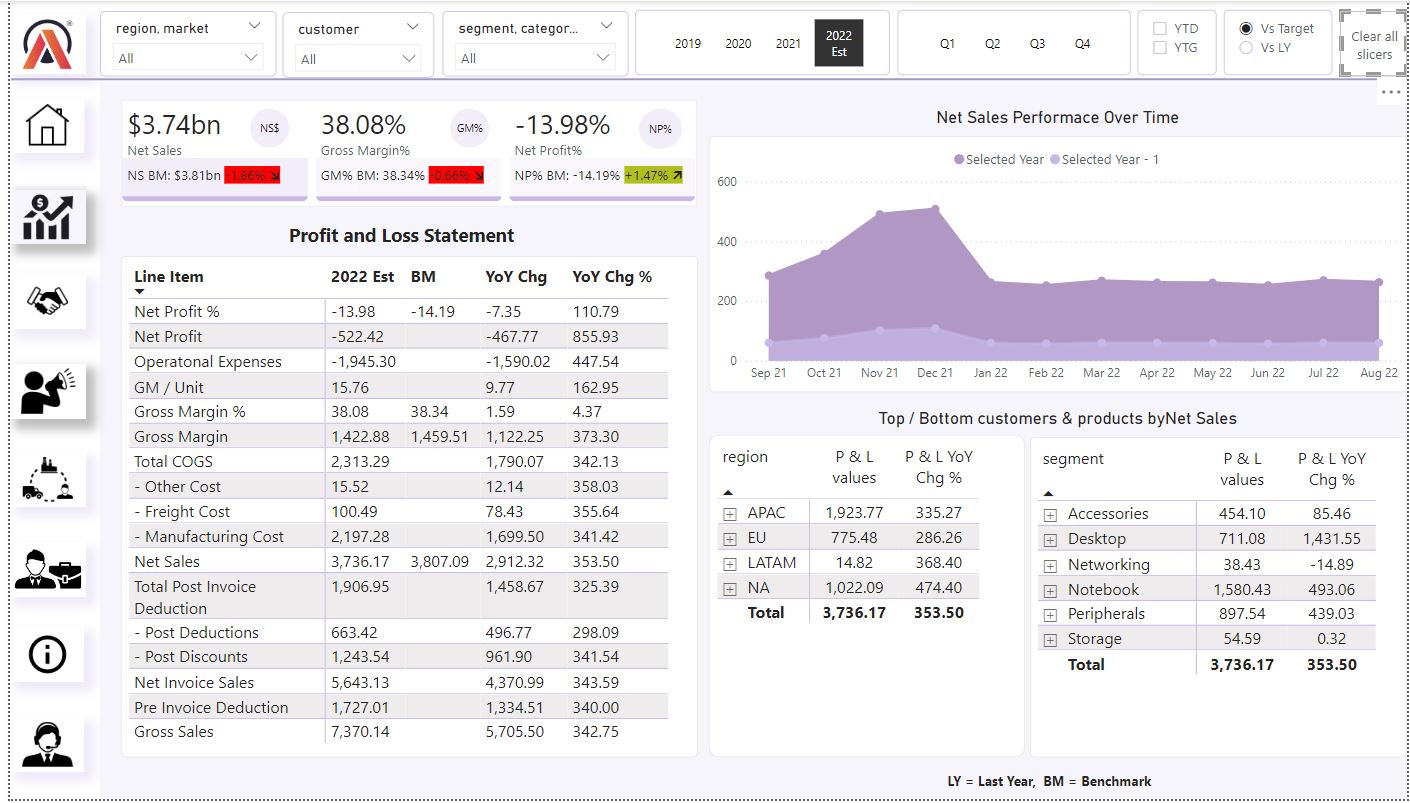 region, market
All
customer
All
segment, categor...
All
2019 2020 2021 2022
Est
Q1 Q2 Q3 Q4
YTD
YTG
Vs Target
Vs LY
Clear all
slicers
$3.74bn NS$
Net Sales
NS BM: $3.81bn -1.86%
38.08% GM%
Gross Margin%
GM% BM: 38.34% -0.66%
-13.98% NP%
Net Profit%
NP% BM: -14.19% +1.47%
Profit and Loss Statement
Line Item 2022 Est BM YoY Chg YoY Chg %
Net Profit % -13.98 -14.19 -7.35 110.79
Net Profit -522.42 -467.77 855.93
Operatonal Expenses -1,945.30 -1,590.02 447.54
GM / Unit 15.76 9.77 162.95
Gross Margin % 38.08 38.34 1.59 4.37
Gross Margin 1,422.88 1,459.51 1,122.25 373.30
Total COGS 2,313.29 1,790.07 342.13
- Other Cost 15.52 12.14 358.03
- Freight Cost 100.49 78.43 355.64
- Manufacturing Cost 2,197.28 1,699.50 341.42
Net Sales 3,736.17 3,807.09 2,912.32 353.50
Total Post Invoice 1,906.95 1,458.67 325.39
Deduction
- Post Deductions 663.42 496.77 298.09
- Post Discounts 1,243.54 961.90 341.54
Net Invoice Sales 5,643.13 4,370.99 343.59
Pre Invoice Deduction 1,727.01 1,334.51 340.00
Gross Sales 7,370.14 5,705.50 342.75
Net Sales Performace Over Time
Selected Year Selected Year - 1
600
400
200
0
Sep 21 Oct 21 Nov 21 Dec 21 Jan 22 Feb 22 Mar 22 Apr 22 May 22 Jun 22 Jul 22 Aug 22
Top / Bottom customers & products byNet Sales
region P & L P & L YoY
values Chg %
APAC 1,923.77 335.27
EU 775.48 286.26
LATAM 14.82 368.40
NA 1,022.09 474.40
Total 3,736.17 353.50
segment P & L P & L YoY
values Chg %
Accessories 454.10 85.46
Desktop 711.08 1,431.55
Networking 38.43 -14.89
Notebook 1,580.43 493.06
Peripherals 897.54 439.03
Storage 54.59 0.32
Total 3,736.17 353.50
LY = Last Year, BM = Benchmark